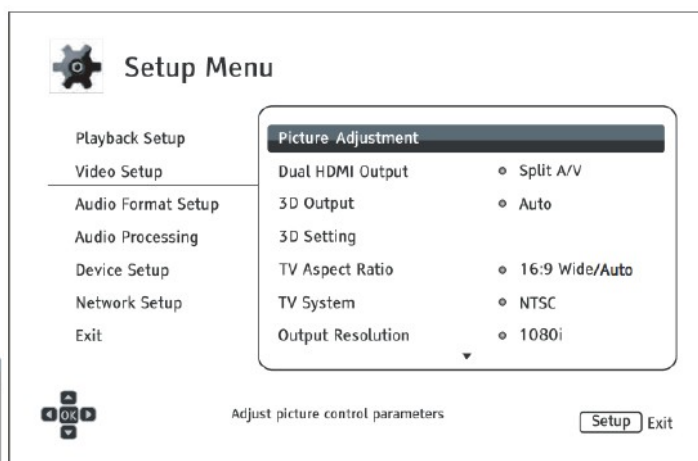 Setup Menu
Playback Setup
Video Setup
Audio Format Setup
Audio Processing
Device Setup
Network Setup
Exit
Picture Adjustment
Dual HDMI Output Split A/V
3D Output Auto
3D Setting
TV Aspect Ratio 16:9 Wide/Auto
TV System NTSC
Output Resolution 1080i
OK
Adjust picture control parameters
Setup Exit